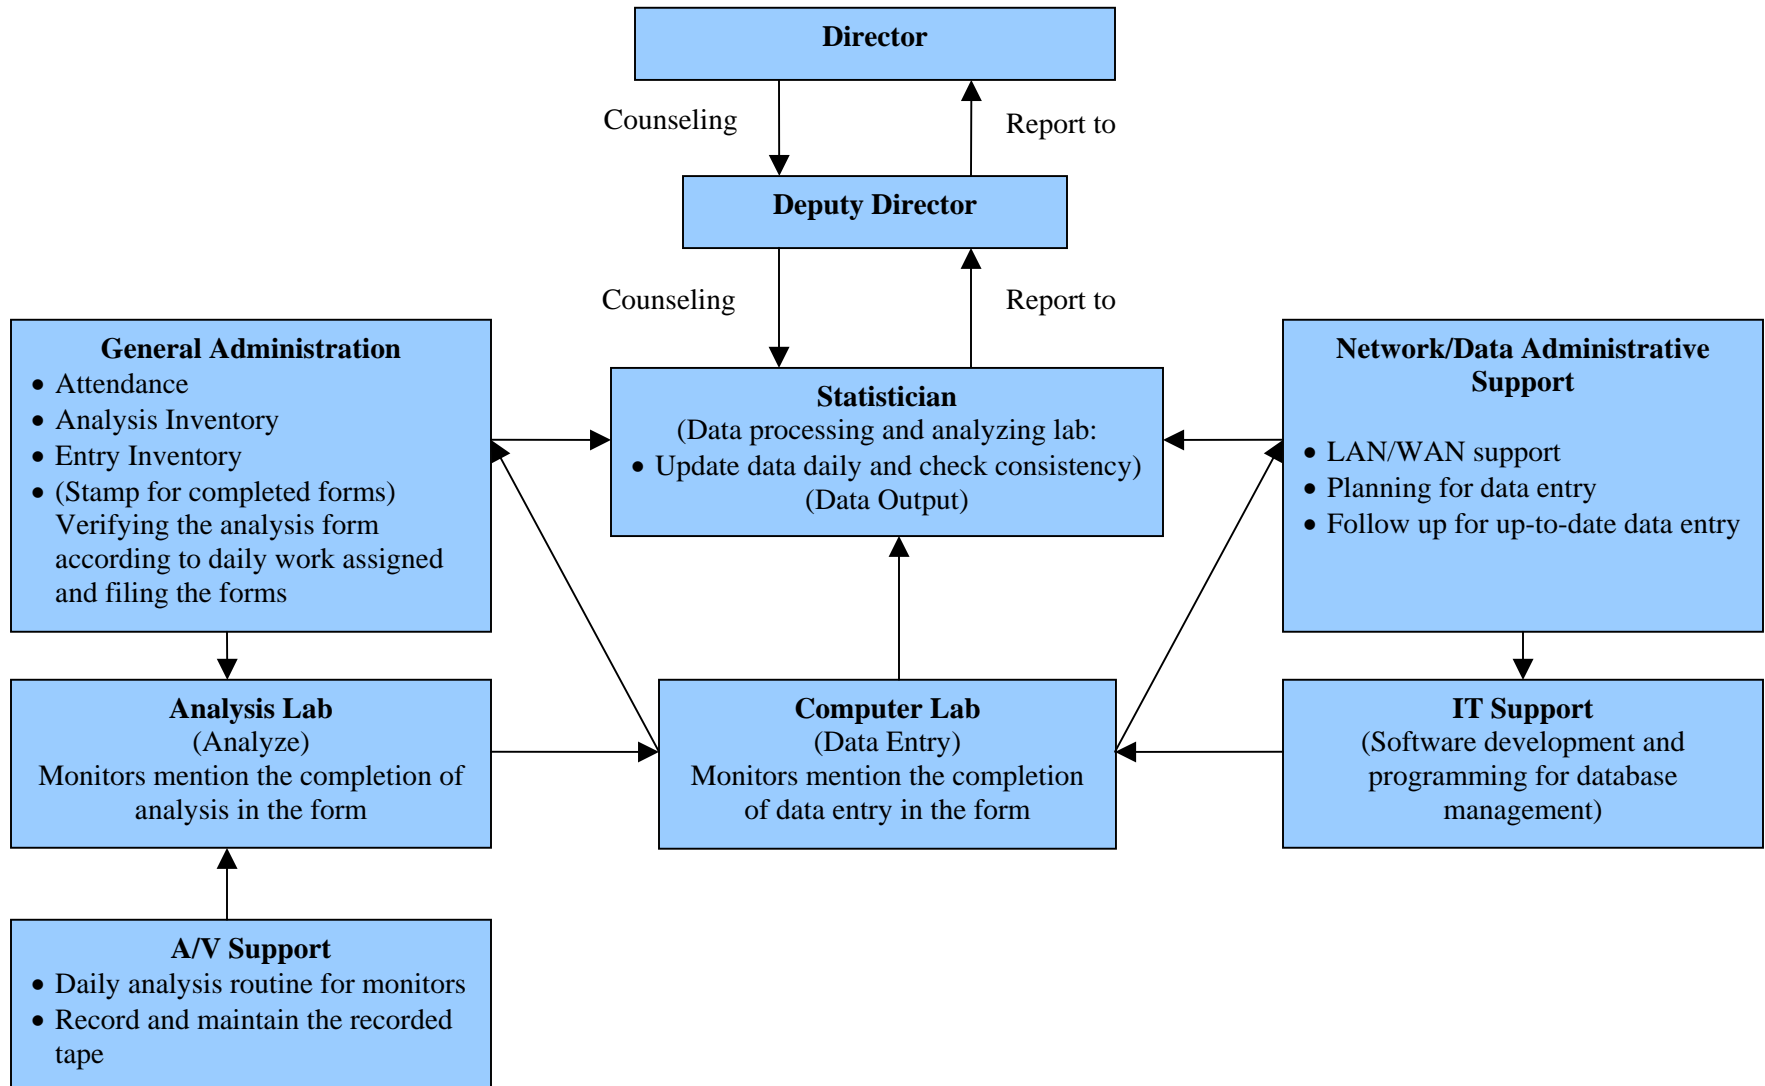 Director
Counseling
Report to
Deputy Director
Counseling
Report to
General Administration
• Attendance
• Analysis Inventory
• Entry Inventory
• (Stamp for completed forms)
Verifying the analysis form
according to daily work assigned
and filing the forms
Statistician
(Data processing and analyzing lab:
• Update data daily and check consistency)
(Data Output)
Network/Data Administrative
Support
• LAN/WAN support
• Planning for data entry
• Follow up for up-to-date data entry
Analysis Lab
(Analyze)
Monitors mention the completion of
analysis in the form
Computer Lab
(Data Entry)
Monitors mention the completion
of data entry in the form
IT Support
(Software development and
programming for database
management)
A/V Support
• Daily analysis routine for monitors
• Record and maintain the recorded
tape